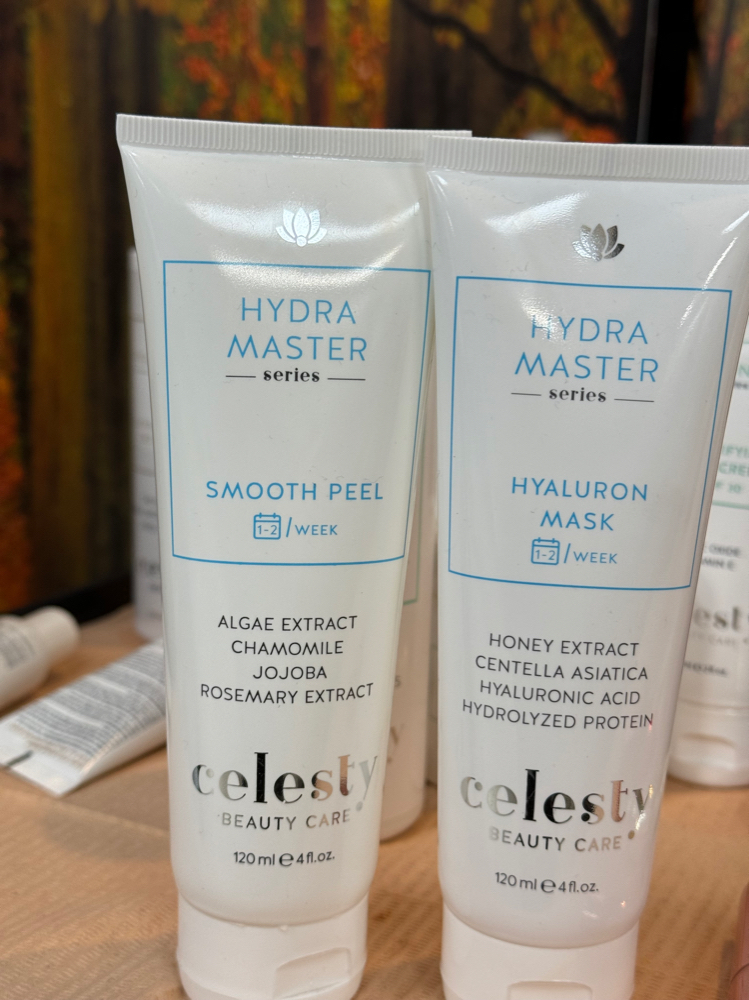 HYDRA
MASTER
series
SMOOTH PEEL
1-2 /WEEK
ALGAE EXTRACT
CHAMOMILE
JOJOBA
ROSEMARY EXTRACT
celesty
BEAUTY CARE
120 ml e 4 fl.oz.
HYDRA
MASTER
series
HYALURON
MASK
1-2 /WEEK
HONEY EXTRACT
CENTELLA ASIATICA
HYALURONIC ACID
HYDROLYZED PROTEIN
celesty
BEAUTY CARE
120 ml e 4 fl.oz.